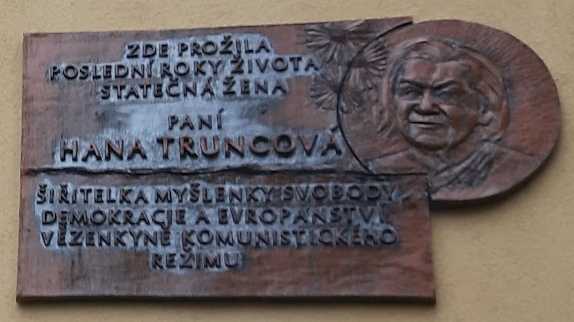 ZDE PROŽILA
POSLEDNÍ ROKY ŽIVOTA
STATEČNÁ ŽENA
PANÍ
HANA TRUNCOVÁ
ŠIŘITELKA MYŠLENKY SVOBODY
DEMOKRACIE A EVROPANSTVÍ
VĚZENKYNĚ KOMUNISTICKÉHO
REŽIMU